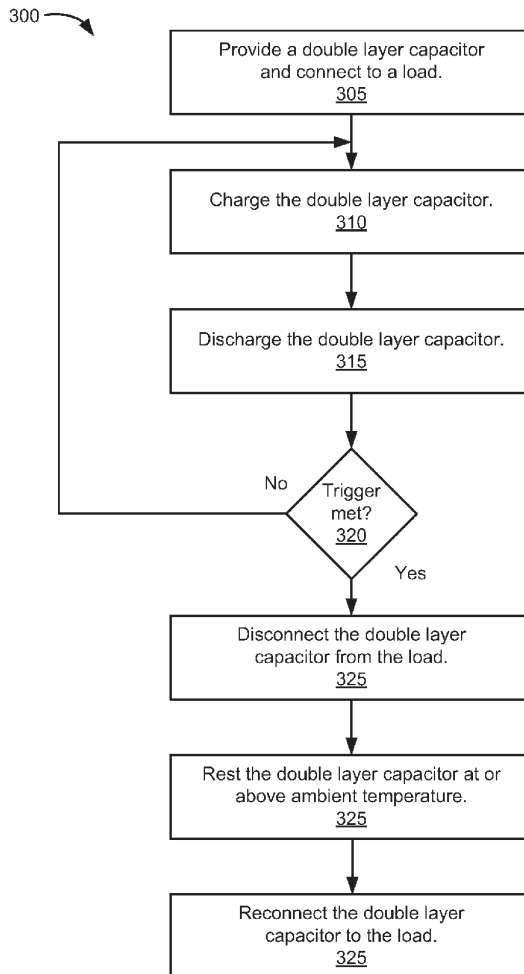 300
Provide a double layer capacitor
and connect to a load.
305
Charge the double layer capacitor.
310
Discharge the double layer capacitor.
315
No
Trigger
met?
320
Yes
Disconnect the double layer
capacitor from the load.
325
Rest the double layer capacitor at or
above ambient temperature.
325
Reconnect the double layer
capacitor to the load.
325